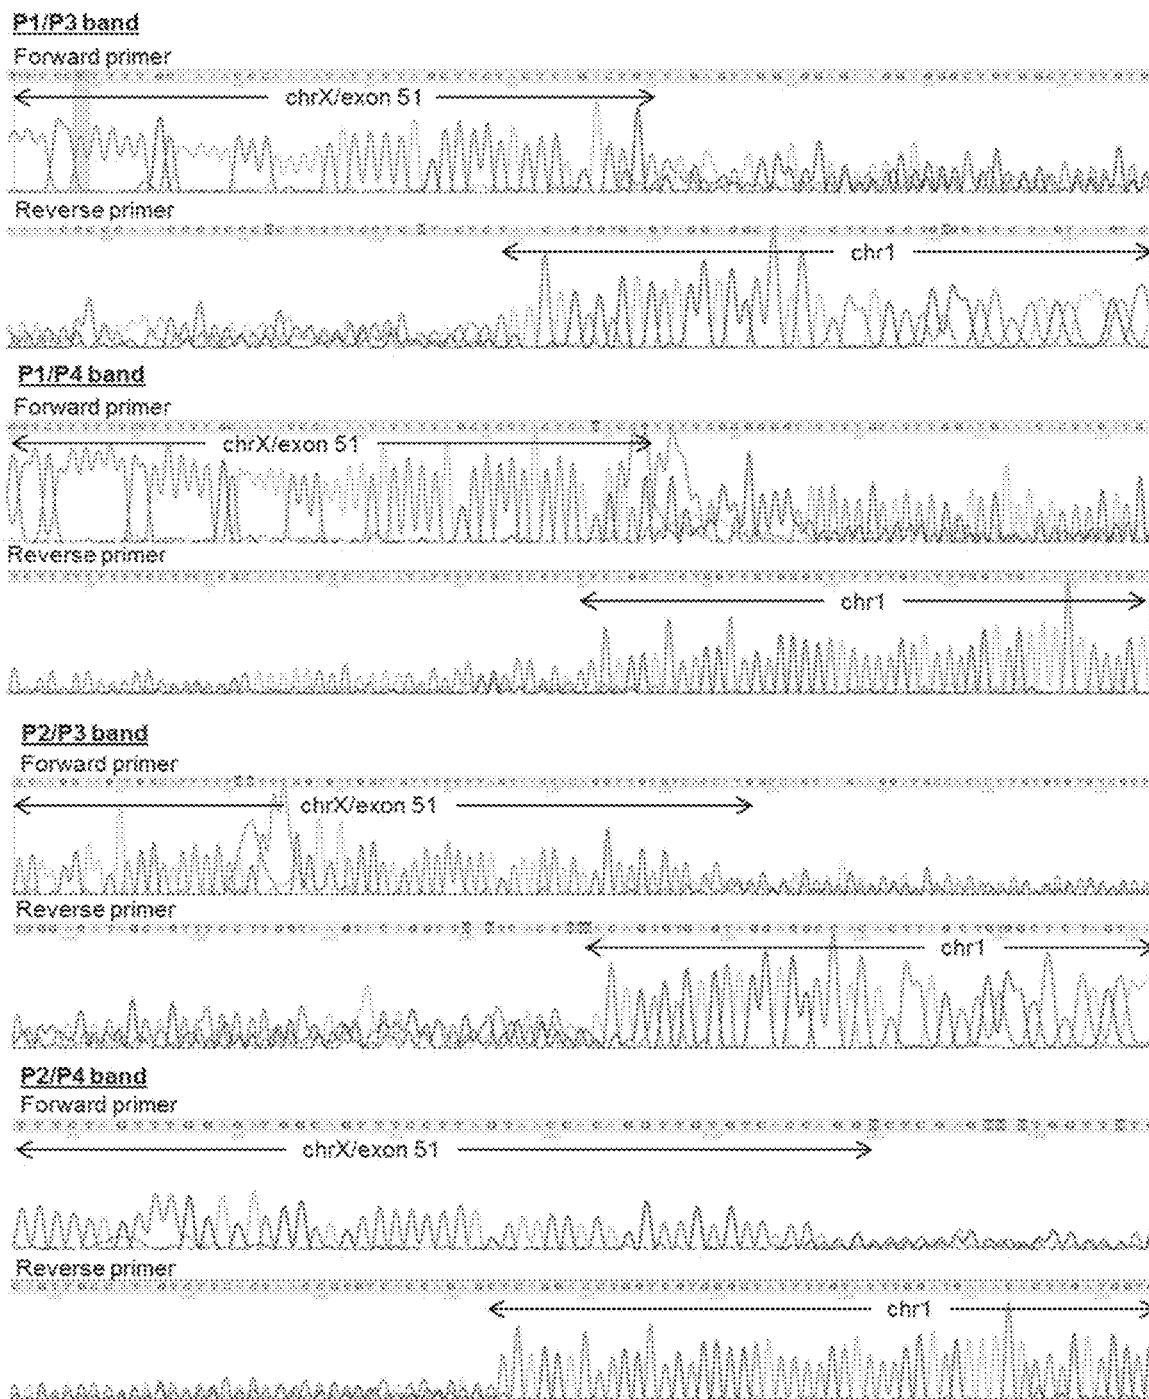 P1/P3 band
Forward primer
chrX/exon 51
Reverse primer
chr1
P1/P4 band
Forward primer
chrX/exon 51
Reverse primer
chr1
P2/P3 band
Forward primer
chrX/exon 51
Reverse primer
chr1
P2/P4 band
Forward primer
chrX/exon 51
Reverse primer
chr1